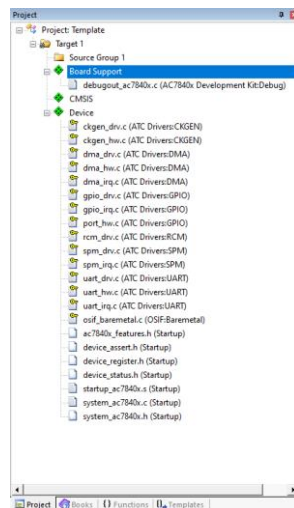 Project
Project: Template
Target 1
Source Group 1
Board Support
debugout_ac7840x.c (AC7840x Development Kit:Debug)
CMSIS
Device
ckgen_drv.c (ATC Drivers:CKGEN)
ckgen_hw.c (ATC Drivers:CKGEN)
dma_drv.c (ATC Drivers:DMA)
dma_hw.c (ATC Drivers:DMA)
dma_irq.c (ATC Drivers:DMA)
gpio_drv.c (ATC Drivers:GPIO)
gpio_irq.c (ATC Drivers:GPIO)
port_hw.c (ATC Drivers:GPIO)
rcm_drv.c (ATC Drivers:RCM)
spm_drv.c (ATC Drivers:SPM)
spm_irq.c (ATC Drivers:SPM)
uart_drv.c (ATC Drivers:UART)
uart_hw.c (ATC Drivers:UART)
uart_irq.c (ATC Drivers:UART)
osif_baremetal.c (OSIF:Baremetal)
ac7840x_features.h (Startup)
device_assert.h (Startup)
device_register.h (Startup)
device_status.h (Startup)
startup_ac7840x.s (Startup)
system_ac7840x.c (Startup)
system_ac7840x.h (Startup)
Project Books {} Functions 0 Templates